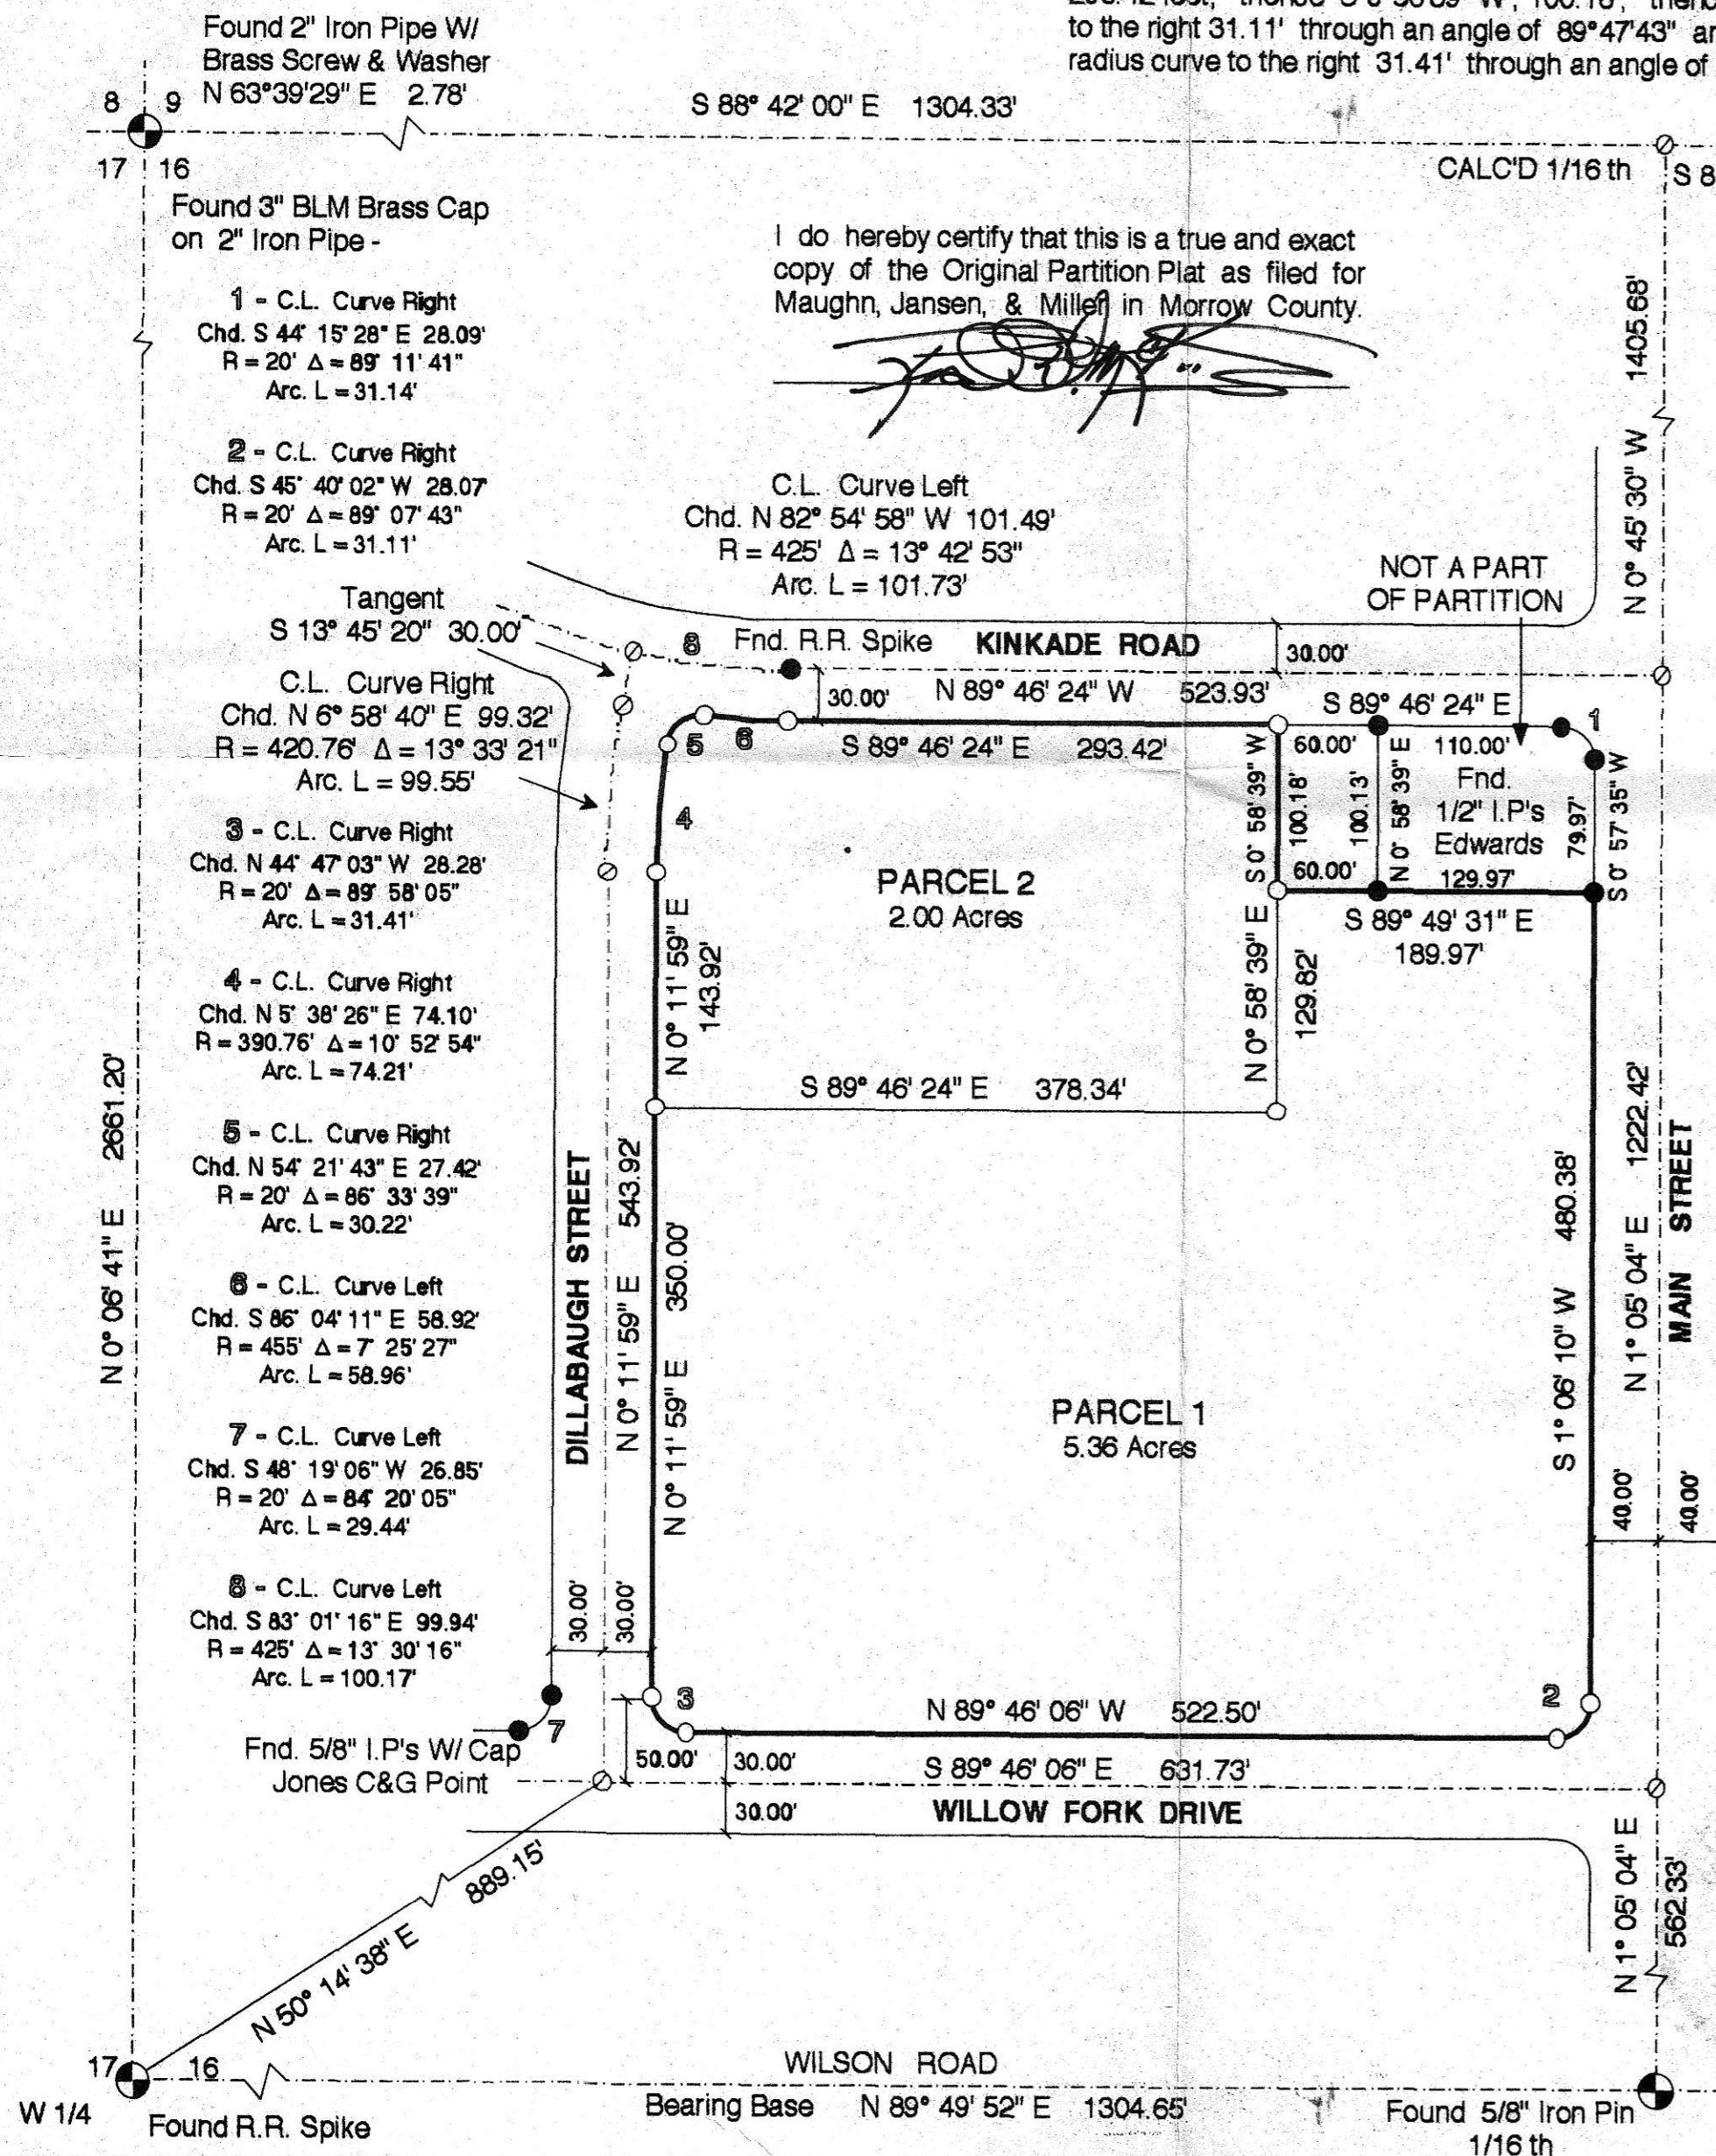 to the right 31.11' through an angle of 89°47'43"
radius curve to the right 31.41' through an angle of
Found 2" Iron Pipe W/
Brass Screw & Washer
N 63°39'29" E 2.78'
8 9
17 16
S 88° 42' 00" E 1304.33'
CALC'D 1/16 th
S 8
Found 3" BLM Brass Cap
on 2" Iron Pipe -
I do hereby certify that this is a true and exact
copy of the Original Partition Plat as filed for
Maughn, Jansen, & Miller in Morrow County.
1 - C.L. Curve Right
Chd. S 44° 15' 28" E 28.09'
R = 20' Δ = 89° 11' 41"
Arc. L = 31.14'
2 - C.L. Curve Right
Chd. S 45° 40' 02" W 28.07'
R = 20' Δ = 89° 07' 43"
Arc. L = 31.11'
C.L. Curve Left
Chd. N 82° 54' 58" W 101.49'
R = 425' Δ = 13° 42' 53"
Arc. L = 101.73'
NOT A PART
OF PARTITION
N 0° 45' 30" W 1405.68'
Tangent
S 13° 45' 20" 30.00'
8 Fnd. R.R. Spike KINKADE ROAD
30.00'
C.L. Curve Right
Chd. N 6° 58' 40" E 99.32'
R = 420.76' Δ = 13° 33' 21"
Arc. L = 99.55'
30.00' N 89° 46' 24" W 523.93'
S 89° 46' 24" E
1
5 6
S 89° 46' 24" E 293.42'
60.00' 110.00'
S 0° 58' 39" W
100.18'
100.13'
N 0° 58' 39" E
Fnd.
1/2" I.P's
Edwards
79.97'
S 0° 57' 35" W
60.00' 129.97'
S 89° 49' 31" E
189.97'
3 - C.L. Curve Right
Chd. N 44° 47' 03" W 28.28'
R = 20' Δ = 89° 58' 05"
Arc. L = 31.41'
4
PARCEL 2
2.00 Acres
N 0° 11' 59" E
143.92'
N 0° 58' 39" E
129.82'
S 89° 46' 24" E 378.34'
4 - C.L. Curve Right
Chd. N 5° 38' 26" E 74.10'
R = 390.76' Δ = 10° 52' 54"
Arc. L = 74.21'
5 - C.L. Curve Right
Chd. N 54° 21' 43" E 27.42'
R = 20' Δ = 86° 33' 39"
Arc. L = 30.22'
6 - C.L. Curve Left
Chd. S 86° 04' 11" E 58.92'
R = 455' Δ = 7° 25' 27"
Arc. L = 58.96'
7 - C.L. Curve Left
Chd. S 48° 19' 06" W 26.85'
R = 20' Δ = 84° 20' 05"
Arc. L = 29.44'
8 - C.L. Curve Left
Chd. S 83° 01' 16" E 99.94'
R = 425' Δ = 13° 30' 16"
Arc. L = 100.17'
N 0° 06' 41" E 2661.20'
DILLABAUGH STREET
N 0° 11' 59" E 543.92'
N 0° 11' 59" E 350.00'
PARCEL 1
5.36 Acres
S 1° 06' 10" W 480.38'
N 1° 05' 04" E 1222.42'
MAIN STREET
40.00'
40.00'
30.00'
30.00'
3
2
7
N 89° 46' 06" W 522.50'
Fnd. 5/8" I.P's W/ Cap
Jones C&G Point
50.00' 30.00'
S 89° 46' 06" E 631.73'
30.00'
WILLOW FORK DRIVE
N 50° 14' 38" E 889.15'
N 1° 05' 04" E
562.33'
17 16
W 1/4
Found R.R. Spike
WILSON ROAD
Bearing Base N 89° 49' 52" E 1304.65'
Found 5/8" Iron Pin
1/16 th